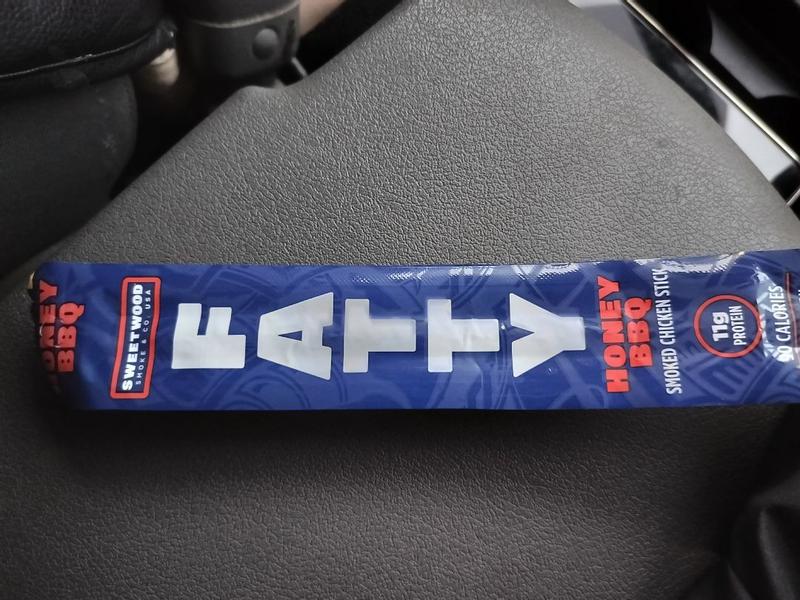 HONEY
BBQ
SWEETWOOD
SMOKE & CO. USA
FATTY
HONEY
BBQ
SMOKED CHICKEN STICK
11g
PROTEIN
CALORIES